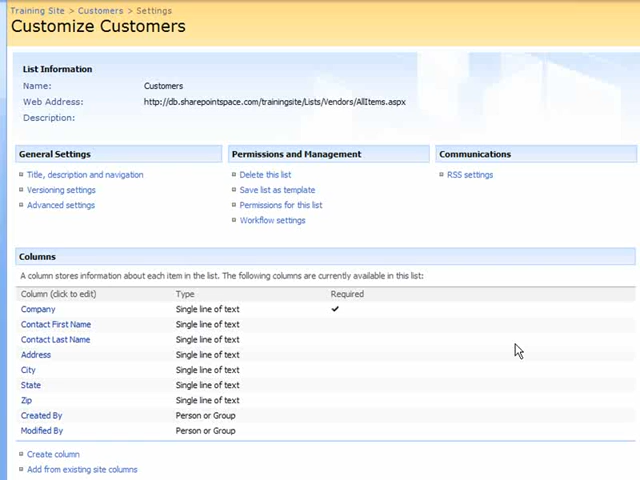 Training Site > Customers > Settings
Customize Customers
List Information
Name: Customers
Web Address: http://db.sharepointspace.com/trainingsite/Lists/Vendors/AllItems.aspx
Description:
General Settings Permissions and Management Communications
Title, description and navigation Delete this list RSS settings
Versioning settings Save list as template
Advanced settings Permissions for this list
Workflow settings
Columns
A column stores information about each item in the list. The following columns are currently available in this list:
Column (click to edit) Type Required
Company Single line of text ✔
Contact First Name Single line of text
Contact Last Name Single line of text
Address Single line of text
City Single line of text
State Single line of text
Zip Single line of text
Created By Person or Group
Modified By Person or Group
Create column
Add from existing site columns